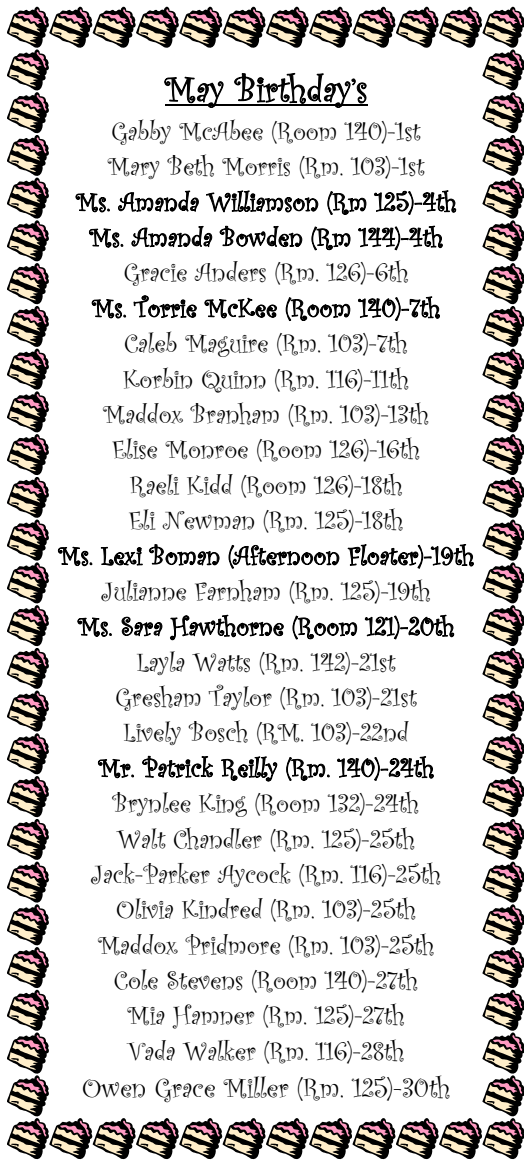 May Birthday's
Gabby McAbee (Room 140)-1st
Mary Beth Morris (Rm. 103)-1st
Ms. Amanda Williamson (Rm 125)-4th
Ms. Amanda Bowden (Rm 144)-4th
Gracie Anders (Rm. 126)-6th
Ms. Torrie McKee (Room 140)-7th
Caleb Maguire (Rm. 103)-7th
Korbin Quinn (Rm. 116)-11th
Maddox Branham (Rm. 103)-13th
Elise Monroe (Room 126)-16th
Raeli Kidd (Room 126)-18th
Eli Newman (Rm. 125)-18th
Ms. Lexi Boman (Afternoon Floater)-19th
Julianne Farnham (Rm. 125)-19th
Ms. Sara Hawthorne (Room 121)-20th
Layla Watts (Rm. 142)-21st
Gresham Taylor (Rm. 103)-21st
Lively Bosch (RM. 103)-22nd
Mr. Patrick Reilly (Rm. 140)-24th
Brynlee King (Room 132)-24th
Walt Chandler (Rm. 125)-25th
Jack-Parker Aycock (Rm. 116)-25th
Olivia Kindred (Rm. 103)-25th
Maddox Pridmore (Rm. 103)-25th
Cole Stevens (Room 140)-27th
Mia Hamner (Rm. 125)-27th
Vada Walker (Rm. 116)-28th
Owen Grace Miller (Rm. 125)-30th